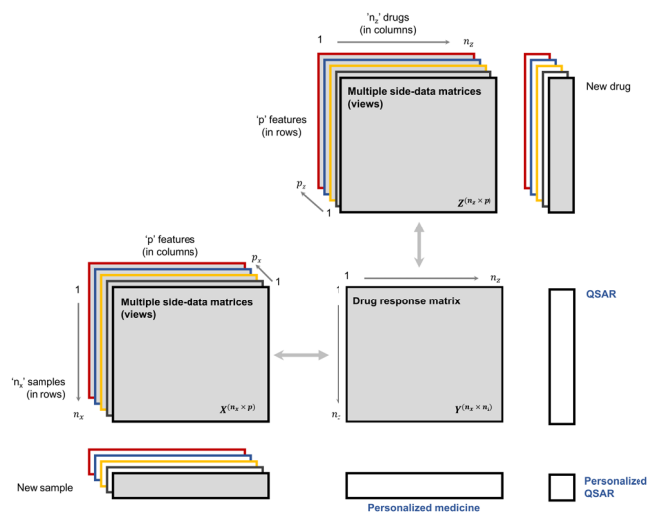 'nz' drugs
(in columns)
1 nz
Multiple side-data matrices
(views)
New drug
'p' features
(in rows)
pz
1
Z(nz × p)
'p' features
(in columns)
px
1
1
Multiple side-data matrices
(views)
'nx' samples
(in rows)
nx
X(nx × p)
1 nz
1
Drug response matrix
Y(nx × nz)
QSAR
New sample
Personalized medicine
Personalized
QSAR